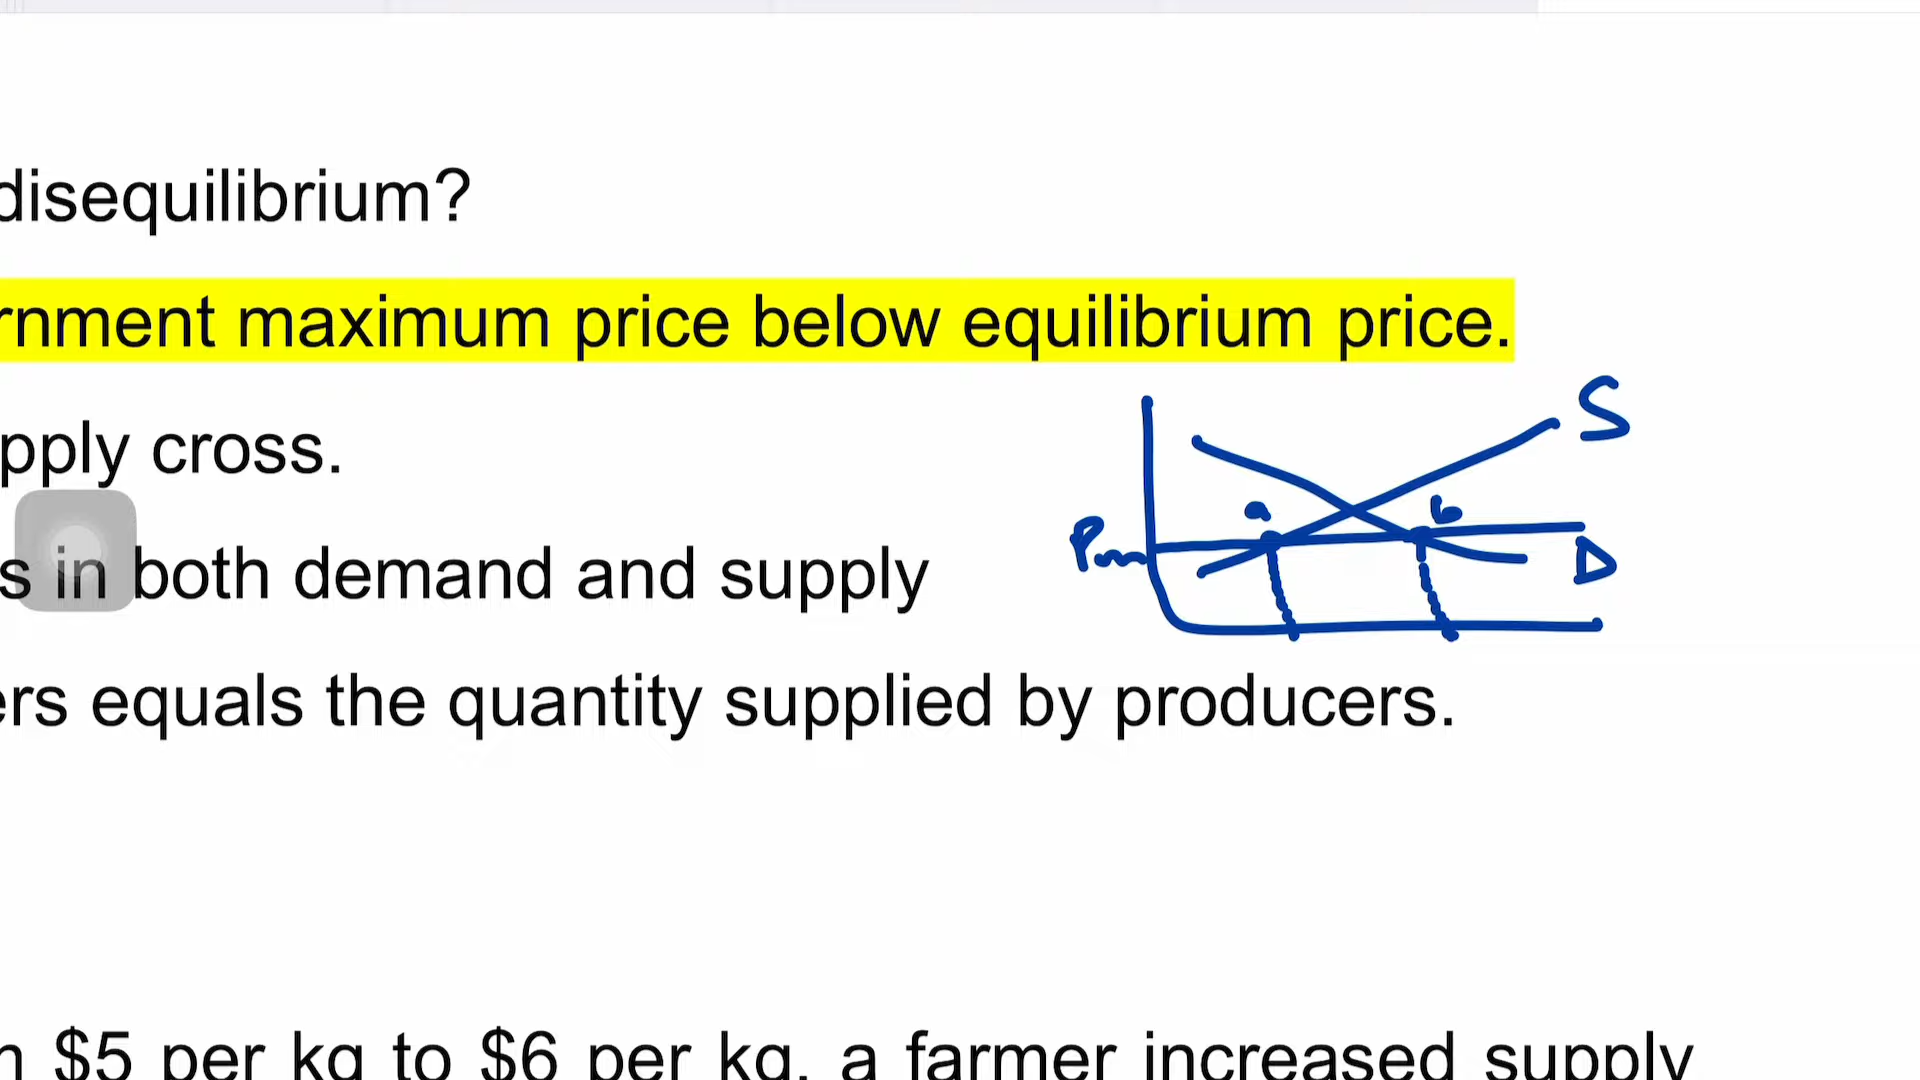 disequilibrium?
rnment maximum price below equilibrium price.
pply cross.
S
a
b
Pm
D
s in both demand and supply
ers equals the quantity supplied by producers.
n $5 per kg to $6 per kg, a farmer increased supply